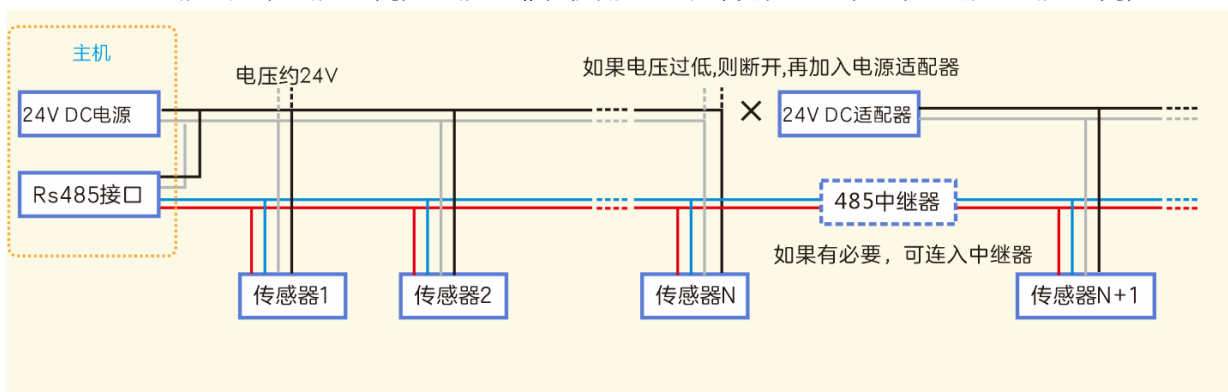 主机
电压约24V
如果电压过低,则断开,再加入电源适配器
24V DC电源
24V DC适配器
Rs485接口
485中继器
如果有必要，可连入中继器
传感器1
传感器2
传感器N
传感器N+1